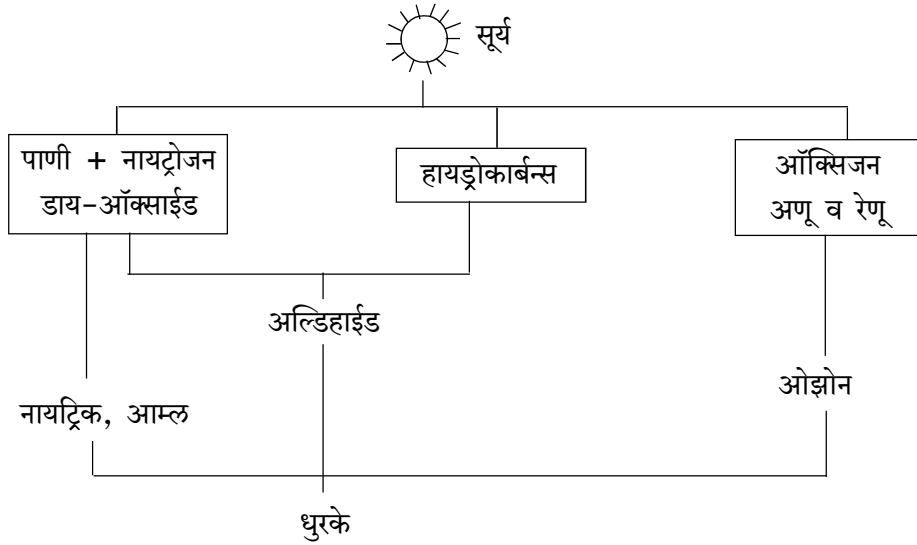 सूर्य
पाणी + नायट्रोजन
डाय-ऑक्साईड
हायड्रोकार्बन्स
ऑक्सिजन
अणू व रेणू
अल्डिहाईड
ओझोन
नायट्रिक, आम्ल
धुरके